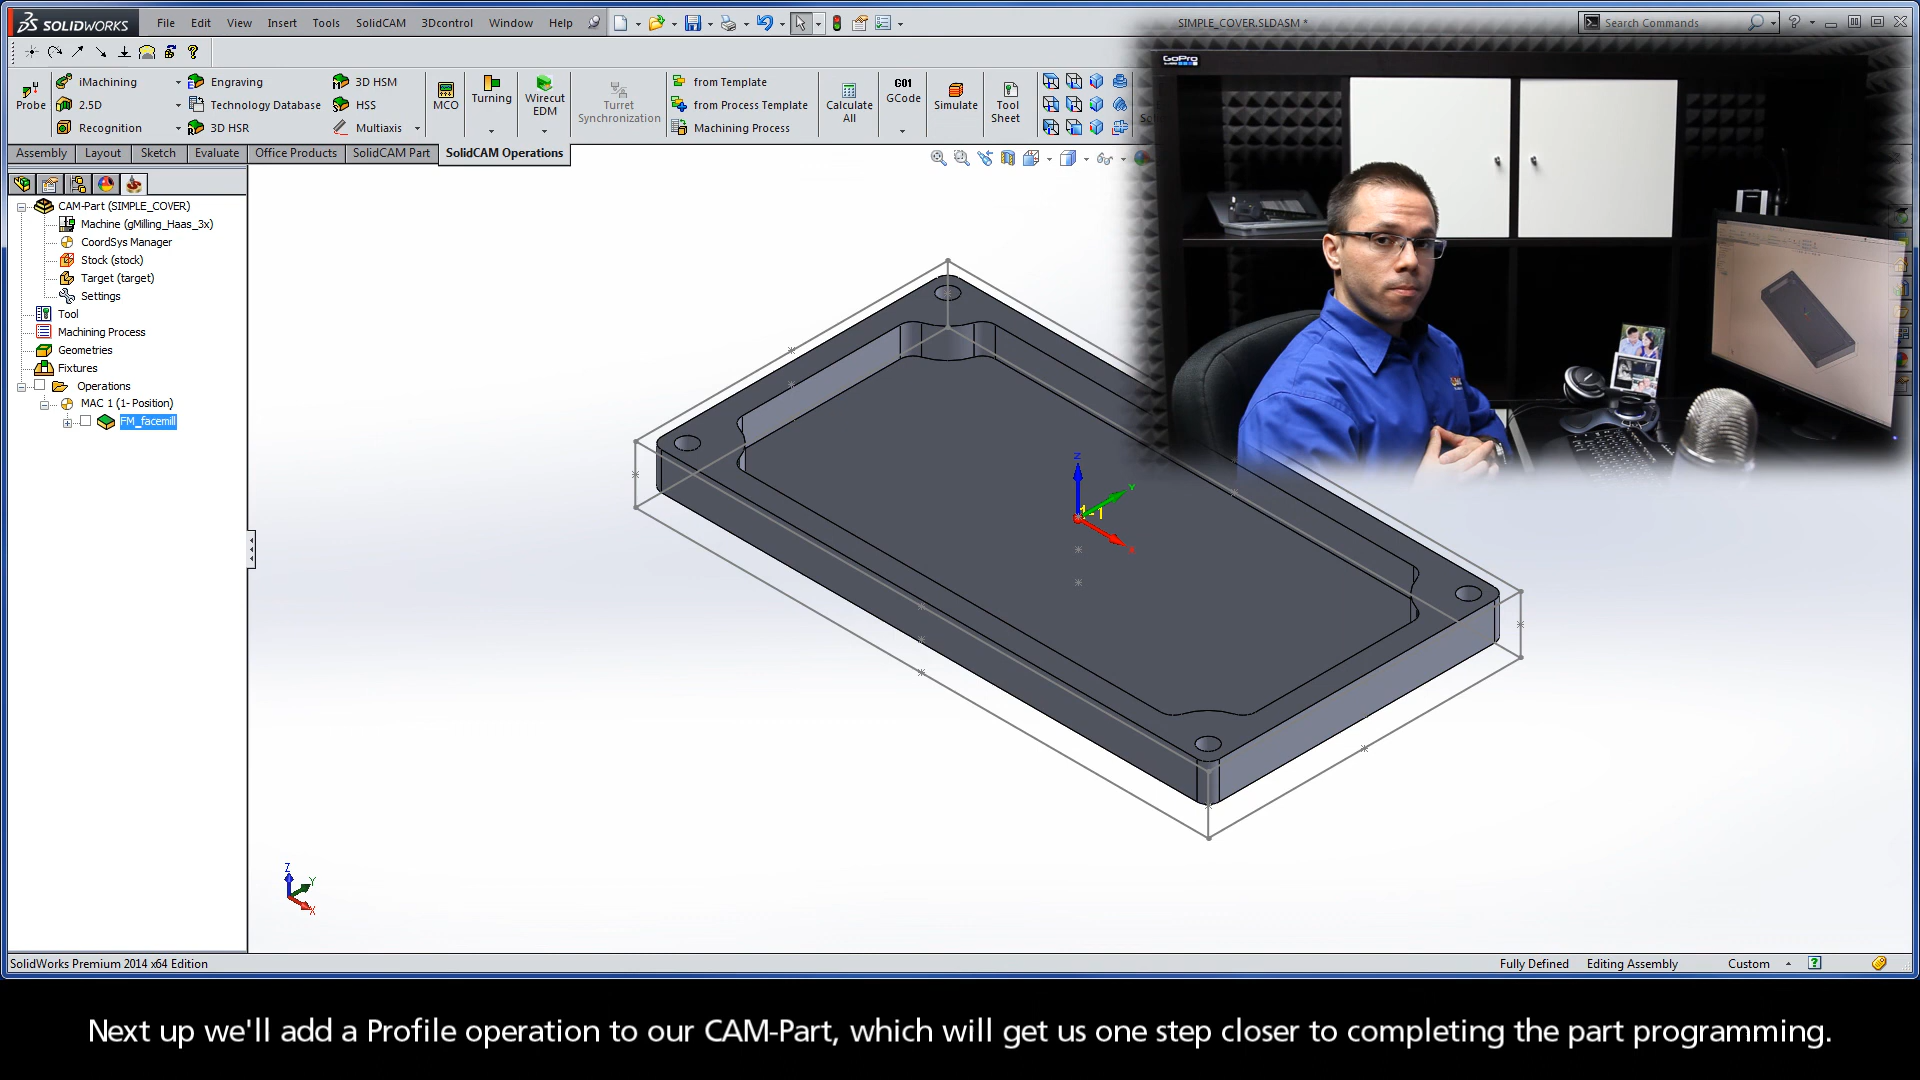 SOLIDWORKS File Edit View Insert Tools SolidCAM 3Dcontrol Window Help SIMPLE_COVER.SLDASM * Search Commands
GoPro
Probe iMachining Engraving 3D HSM MCO Turning Wirecut EDM Turret Synchronization from Template Calculate All GCode Simulate Tool Sheet
G01
2.5D Technology Database HSS from Process Template
Recognition 3D HSR Multiaxis Machining Process
Assembly Layout Sketch Evaluate Office Products SolidCAM Part SolidCAM Operations
CAM-Part (SIMPLE_COVER)
Machine (gMilling_Haas_3x)
CoordSys Manager
Stock (stock)
Target (target)
Settings
Tool
Machining Process
Geometries
Fixtures
Operations
MAC 1 (1- Position)
FM_facemill
Z
Y
1-1
X
Z
Y
X
SolidWorks Premium 2014 x64 Edition Fully Defined Editing Assembly Custom
Next up we'll add a Profile operation to our CAM-Part, which will get us one step closer to completing the part programming.